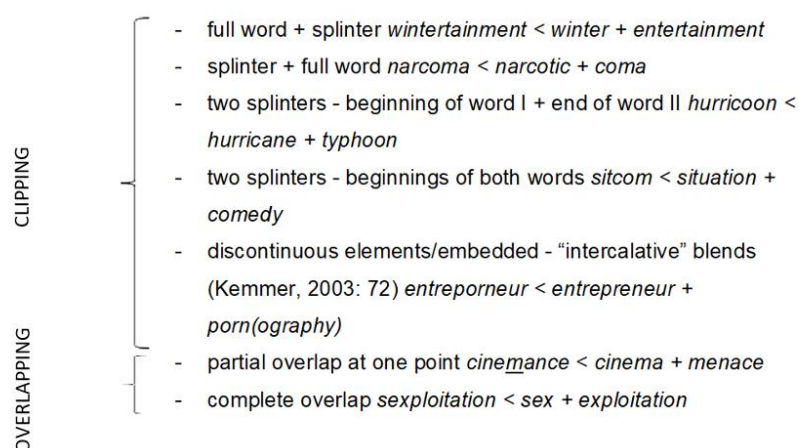 CLIPPING
- full word + splinter wintertainment < winter + entertainment
- splinter + full word narcoma < narcotic + coma
- two splinters - beginning of word I + end of word II hurricoon <
hurricane + typhoon
- two splinters - beginnings of both words sitcom < situation +
comedy
- discontinuous elements/embedded - “intercalative” blends
(Kemmer, 2003: 72) entreporneur < entrepreneur +
porn(ography)
OVERLAPPING
- partial overlap at one point cinemance < cinema + menace
- complete overlap sexploitation < sex + exploitation